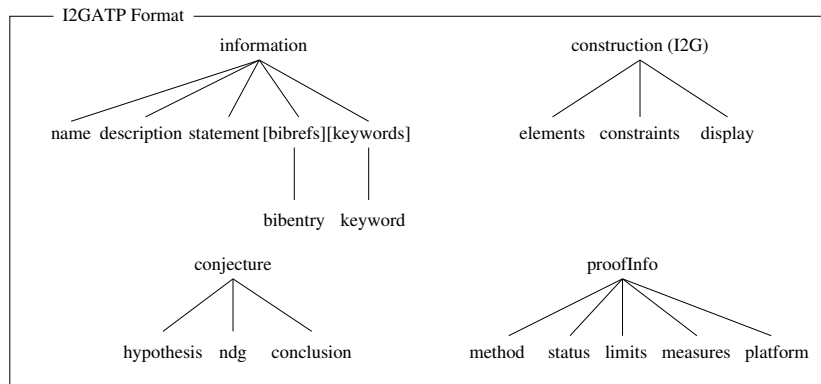 I2GATP Format
information
name description statement [bibrefs] [keywords]
bibentry keyword
construction (I2G)
elements constraints display
conjecture
hypothesis ndg conclusion
proofInfo
method status limits measures platform